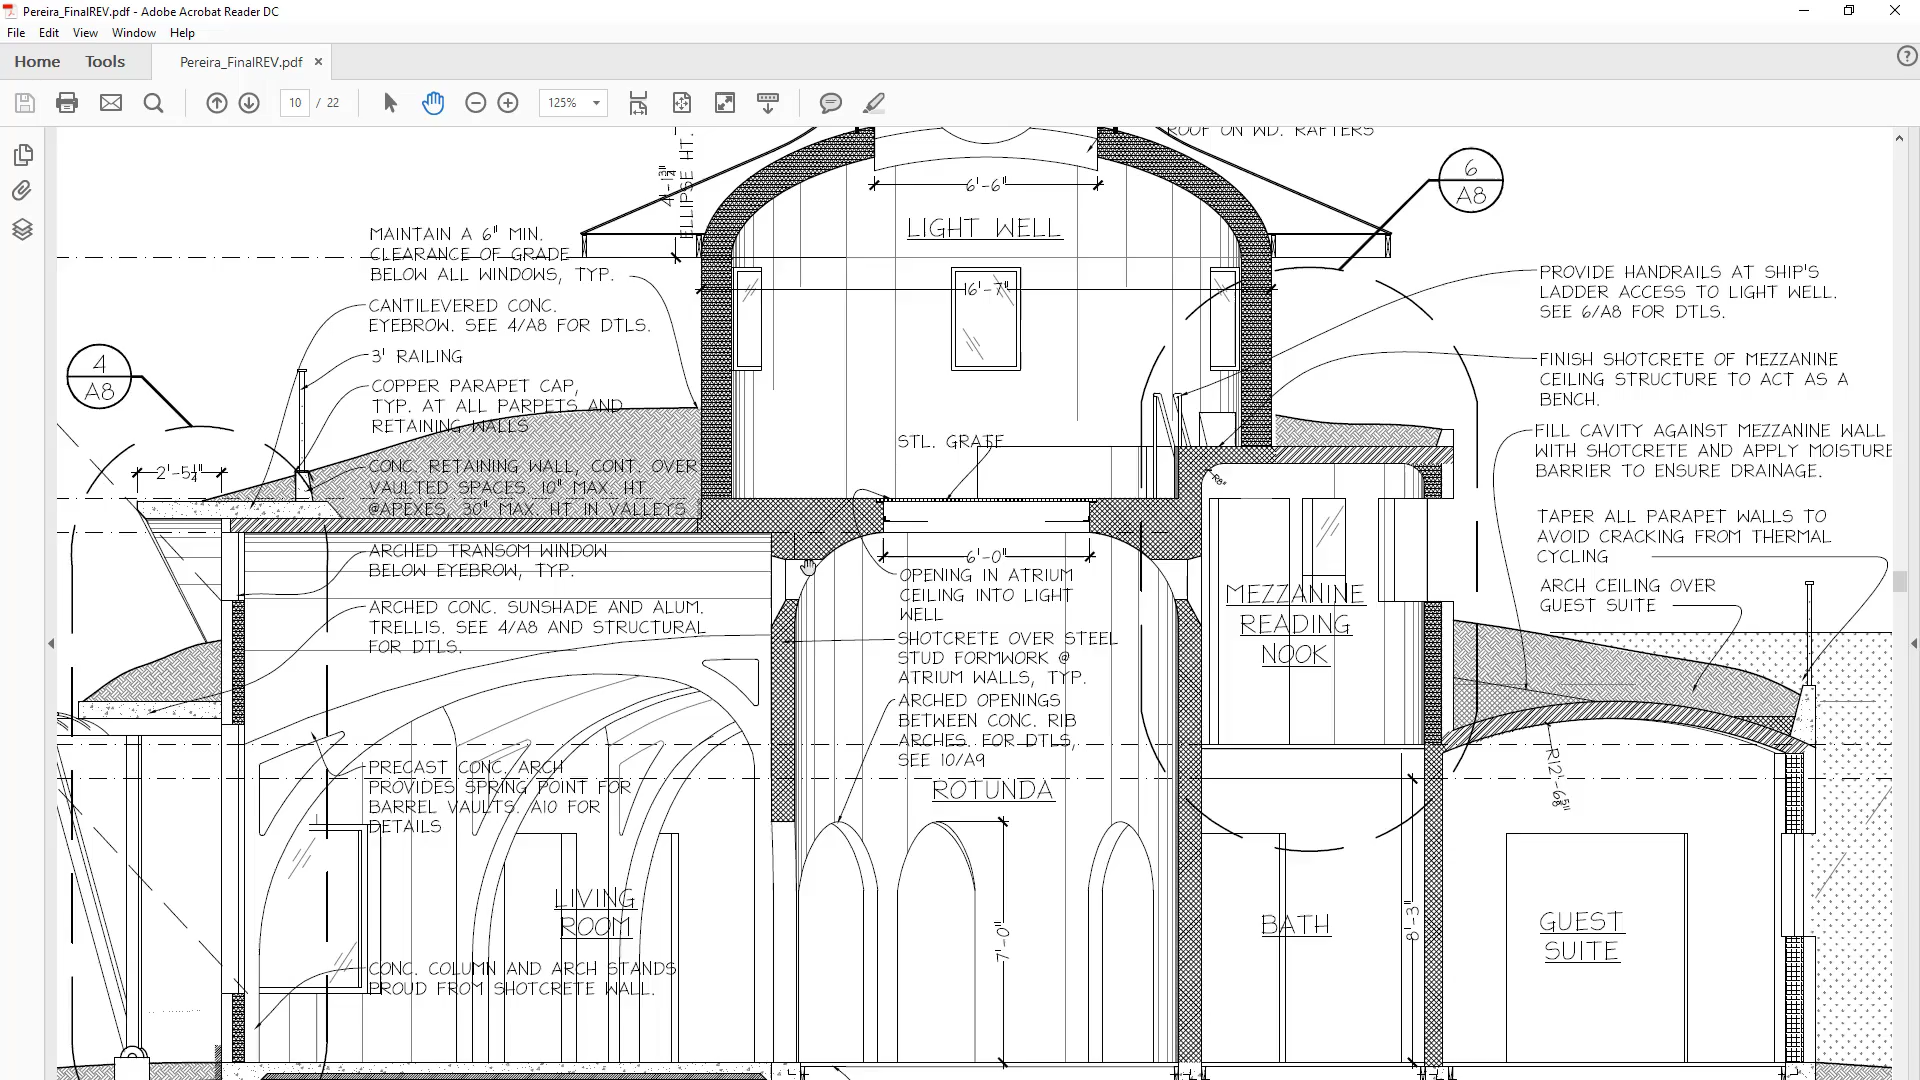 Pereira_FinalREV.pdf - Adobe Acrobat Reader DC
File Edit View Window Help
Home Tools Pereira_FinalREV.pdf
10 / 22
125%
ROOF ON WD. RAFTERS
ELLIPSE HT.
6'-6"
6
A8
LIGHT WELL
16'-7"
MAINTAIN A 6" MIN.
CLEARANCE OF GRADE
BELOW ALL WINDOWS, TYP.
CANTILEVERED CONC.
EYEBROW. SEE 4/A8 FOR DTLS.
3' RAILING
4
A8
COPPER PARAPET CAP,
TYP. AT ALL PARPETS AND
RETAINING WALLS
2'-5¼"
CONC. RETAINING WALL, CONT. OVER
VAULTED SPACES. 10" MAX. HT
@APEXES, 30" MAX. HT IN VALLEYS
STL. GRATE
PROVIDE HANDRAILS AT SHIP'S
LADDER ACCESS TO LIGHT WELL.
SEE 6/A8 FOR DTLS.
FINISH SHOTCRETE OF MEZZANINE
CEILING STRUCTURE TO ACT AS A
BENCH.
FILL CAVITY AGAINST MEZZANINE WALL
WITH SHOTCRETE AND APPLY MOISTURE
BARRIER TO ENSURE DRAINAGE.
TAPER ALL PARAPET WALLS TO
AVOID CRACKING FROM THERMAL
CYCLING
ARCH CEILING OVER
GUEST SUITE
ARCHED TRANSOM WINDOW
BELOW EYEBROW, TYP.
ARCHED CONC. SUNSHADE AND ALUM.
TRELLIS. SEE 4/A8 AND STRUCTURAL
FOR DTLS.
6'-0"
OPENING IN ATRIUM
CEILING INTO LIGHT
WELL
SHOTCRETE OVER STEEL
STUD FORMWORK @
ATRIUM WALLS, TYP.
ARCHED OPENINGS
BETWEEN CONC. RIB
ARCHES. FOR DTLS,
SEE 10/A9
ROTUNDA
MEZZANINE
READING
NOOK
PRECAST CONC. ARCH
PROVIDES SPRING POINT FOR
BARREL VAULTS. A10 FOR
DETAILS
LIVING
ROOM
7'-0"
BATH
8'-3"
GUEST
SUITE
CONC. COLUMN AND ARCH STANDS
PROUD FROM SHOTCRETE WALL.